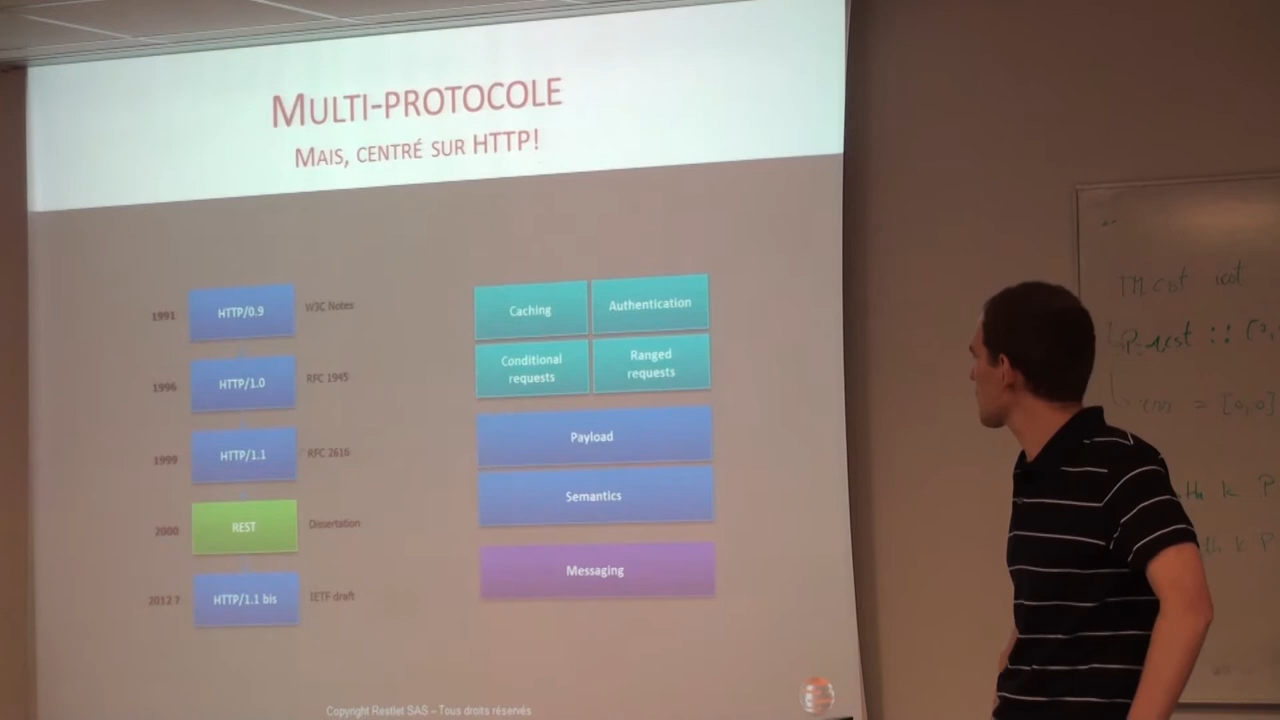 MULTI-PROTOCOLE
MAIS, CENTRÉ SUR HTTP!
1991 HTTP/0.9 W3C Notes
1996 HTTP/1.0 RFC 1945
1999 HTTP/1.1 RFC 2616
2000 REST Dissertation
2012 ? HTTP/1.1 bis IETF draft
Caching Authentication
Conditional requests
Ranged requests
Payload
Semantics
Messaging
Copyright Restlet SAS – Tous droits réservés